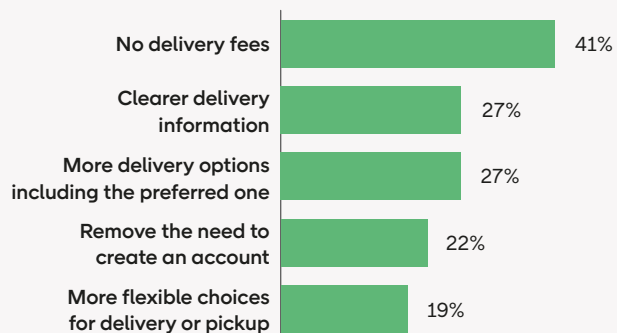 No delivery fees
41%
Clearer delivery
information
27%
More delivery options
including the preferred one
27%
Remove the need to
create an account
22%
More flexible choices
for delivery or pickup
19%